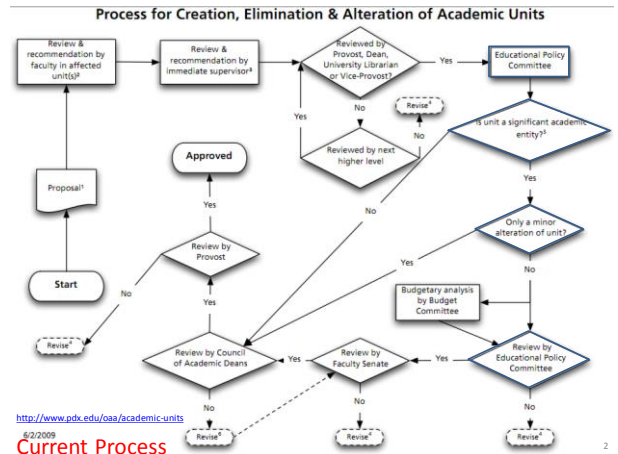 Process for Creation, Elimination & Alteration of Academic Units
Review &
recommendation by
faculty in affected
unit(s)²
Review &
recommendation by
immediate supervisor³
Reviewed by
Provost, Dean,
University Librarian
or Vice-Provost?
Yes
Educational Policy
Committee
Yes
No
Revise⁴
No
Is unit a significant academic
entity?⁵
Reviewed by next
higher level
Approved
Proposal¹
Yes
No
Yes
Only a minor
alteration of unit?
Review by
Provost
Yes
No
Start
No
Yes
Budgetary analysis
by Budget
Committee
Revise⁴
Review by Council
of Academic Deans
Yes
Review by
Faculty Senate
Yes
Review by
Educational Policy
Committee
No
No
No
http://www.pdx.edu/oaa/academic-units
6/2/2009
Revise⁴
Revise⁴
Revise⁴
Current Process
2